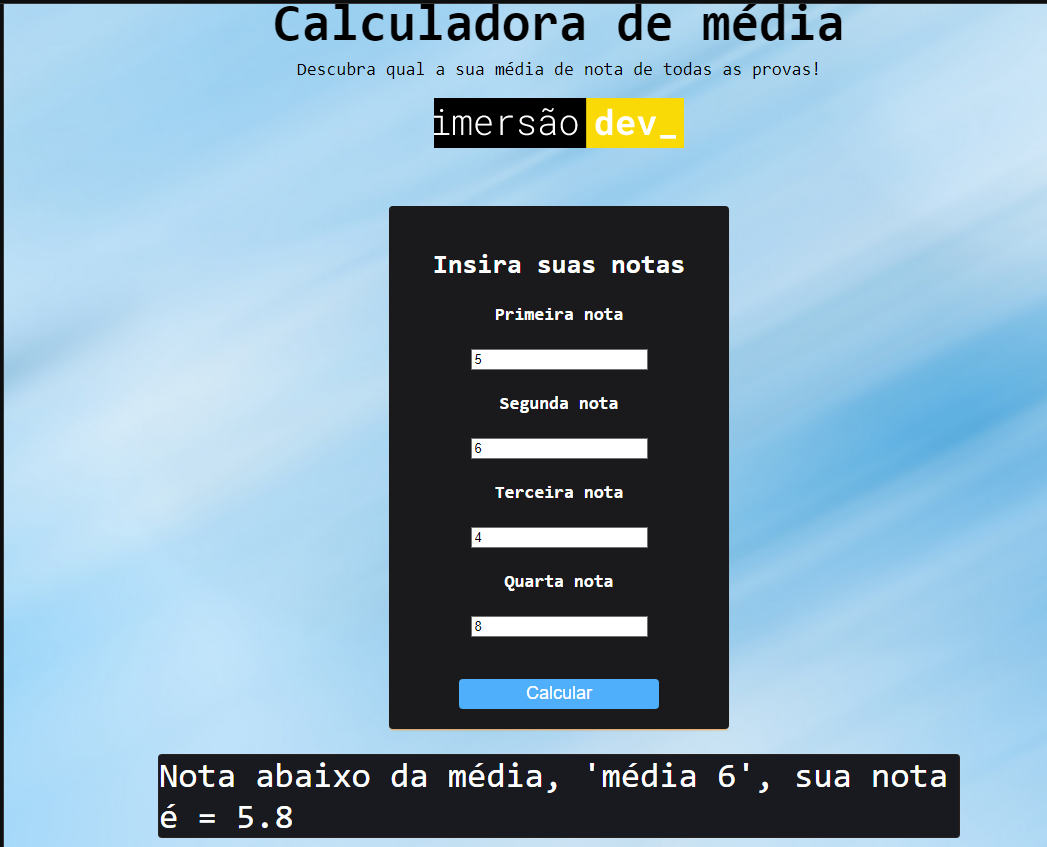 Calculadora de média
Descubra qual a sua média de nota de todas as provas!
imersão dev_
Insira suas notas
Primeira nota
5
Segunda nota
6
Terceira nota
4
Quarta nota
8
Calcular
Nota abaixo da média, 'média 6', sua nota
é = 5.8